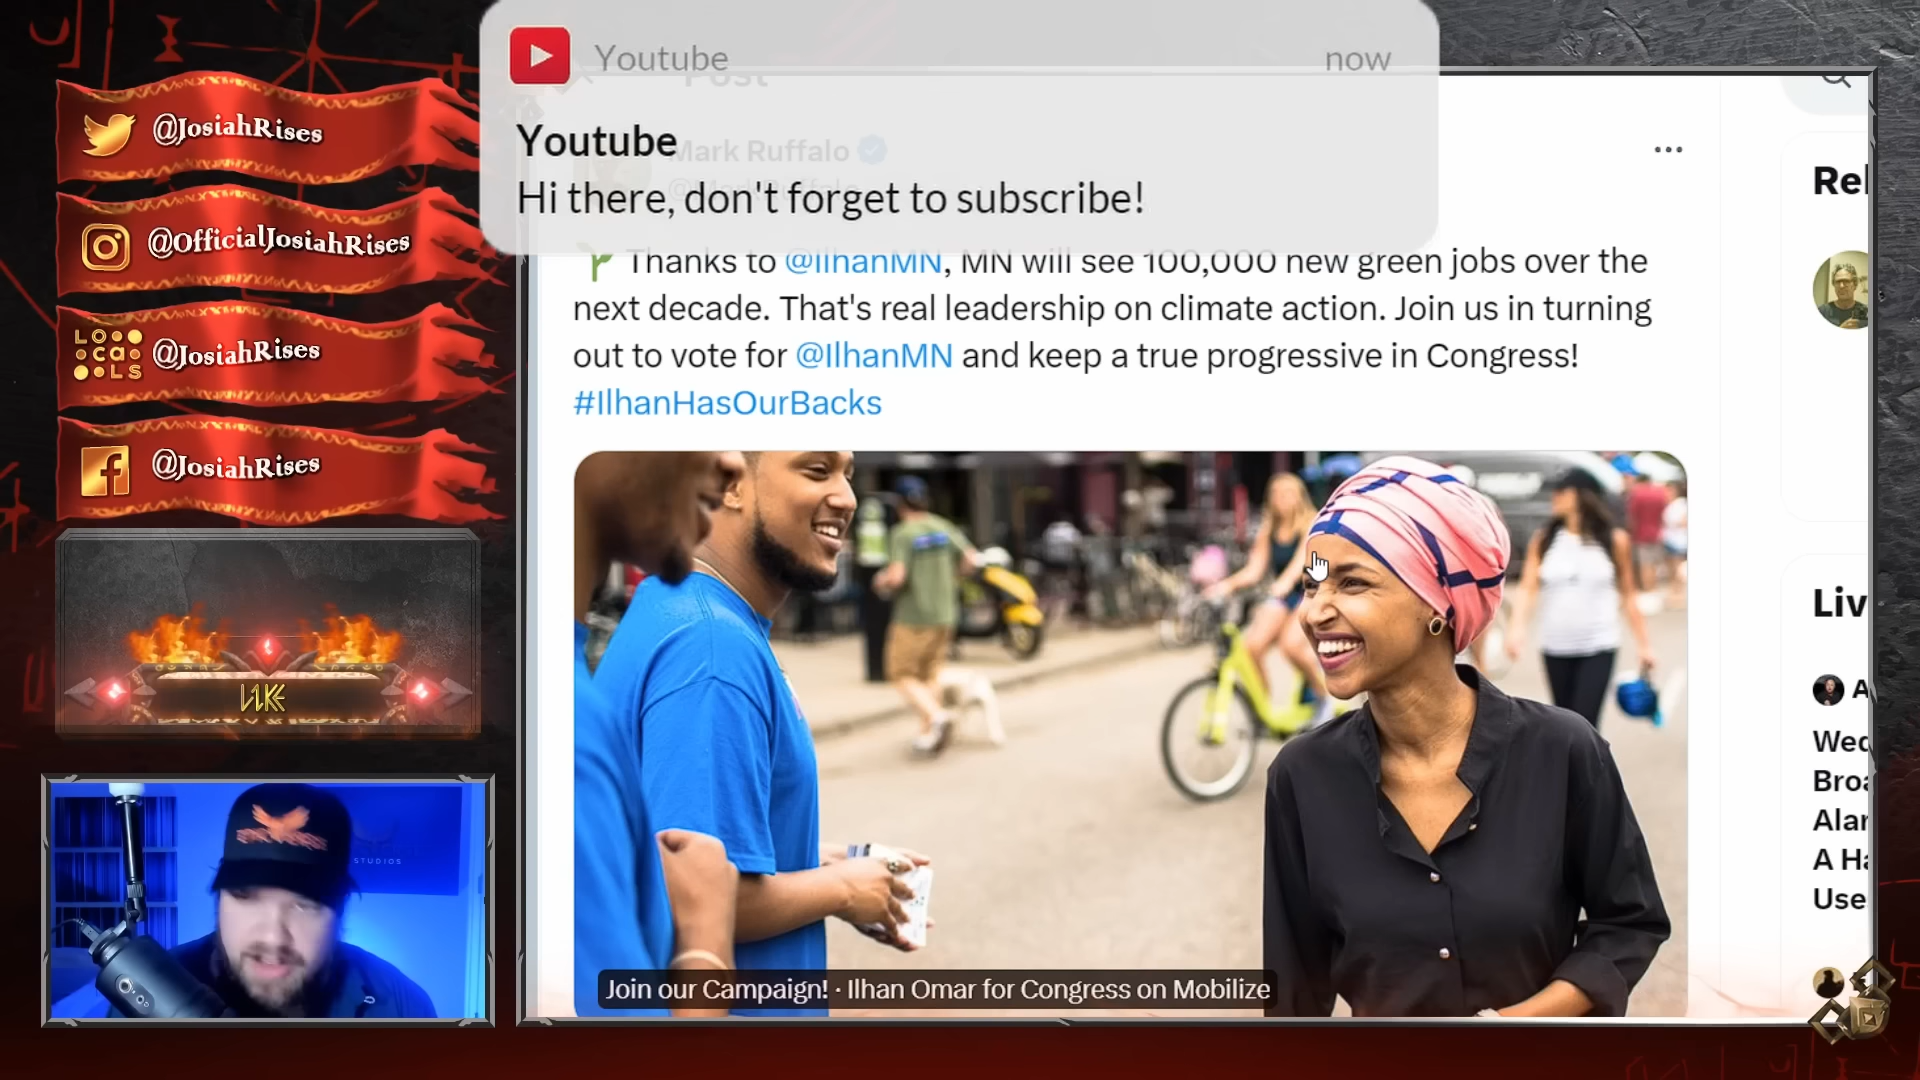 Youtube
now
Youtube
Hi there, don't forget to subscribe!
Post
Mark Ruffalo
Thanks to @IlhanMN, MN will see 100,000 new green jobs over the
next decade. That's real leadership on climate action. Join us in turning
out to vote for @IlhanMN and keep a true progressive in Congress!
#IlhanHasOurBacks
Join our Campaign! · Ilhan Omar for Congress on Mobilize
@JosiahRises
@OfficialJosiahRises
LOCALS
@JosiahRises
@JosiahRises
LIKE
STUDIOS
Rel
Liv
A
Wed
Broa
Alar
A Ha
Use